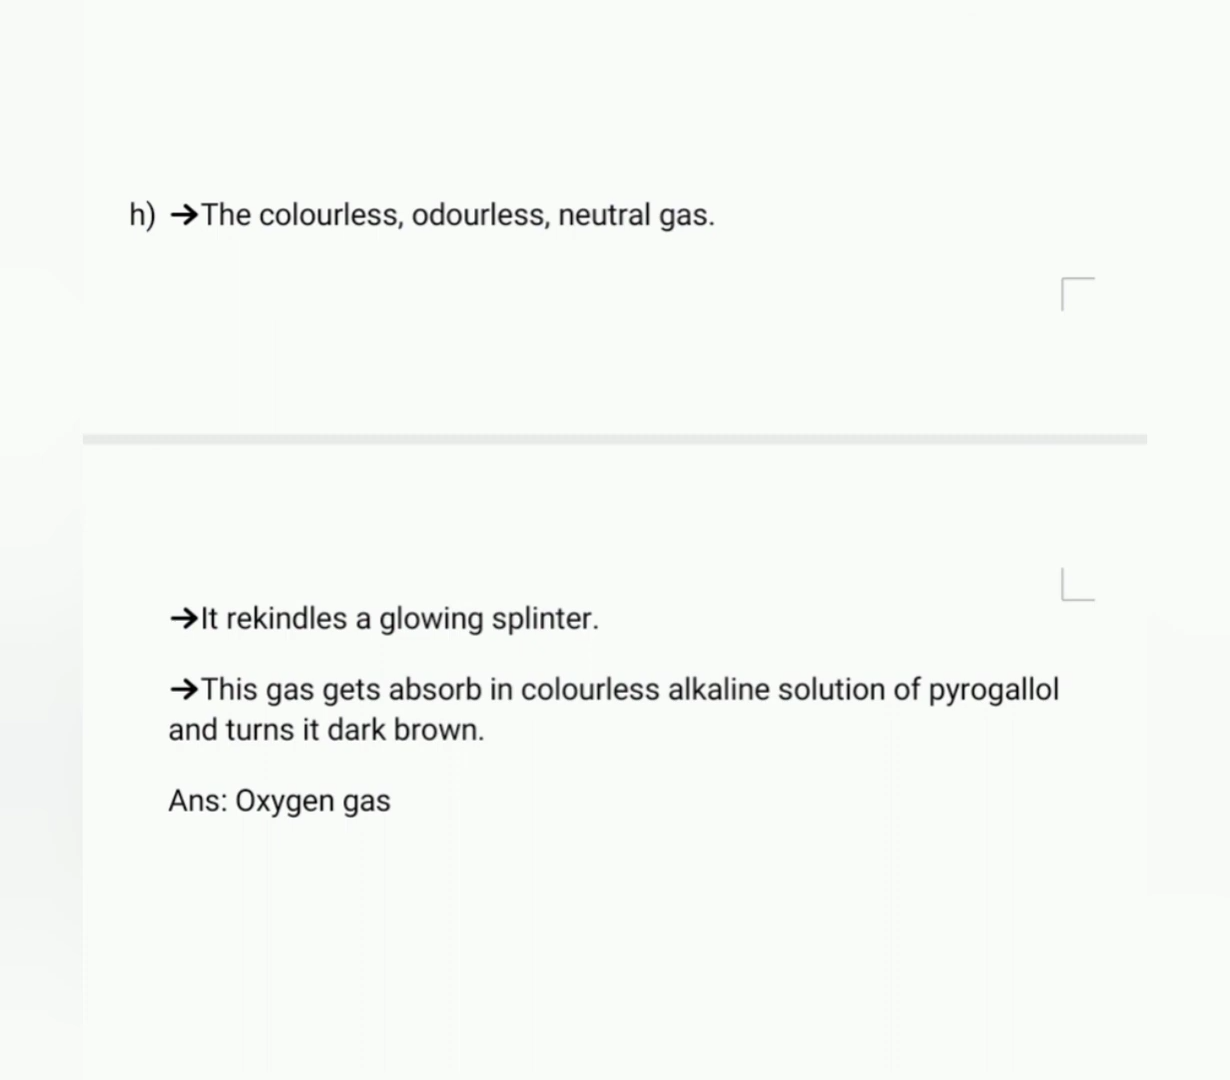 h) →The colourless, odourless, neutral gas.
→It rekindles a glowing splinter.
→This gas gets absorb in colourless alkaline solution of pyrogallol
and turns it dark brown.
Ans: Oxygen gas